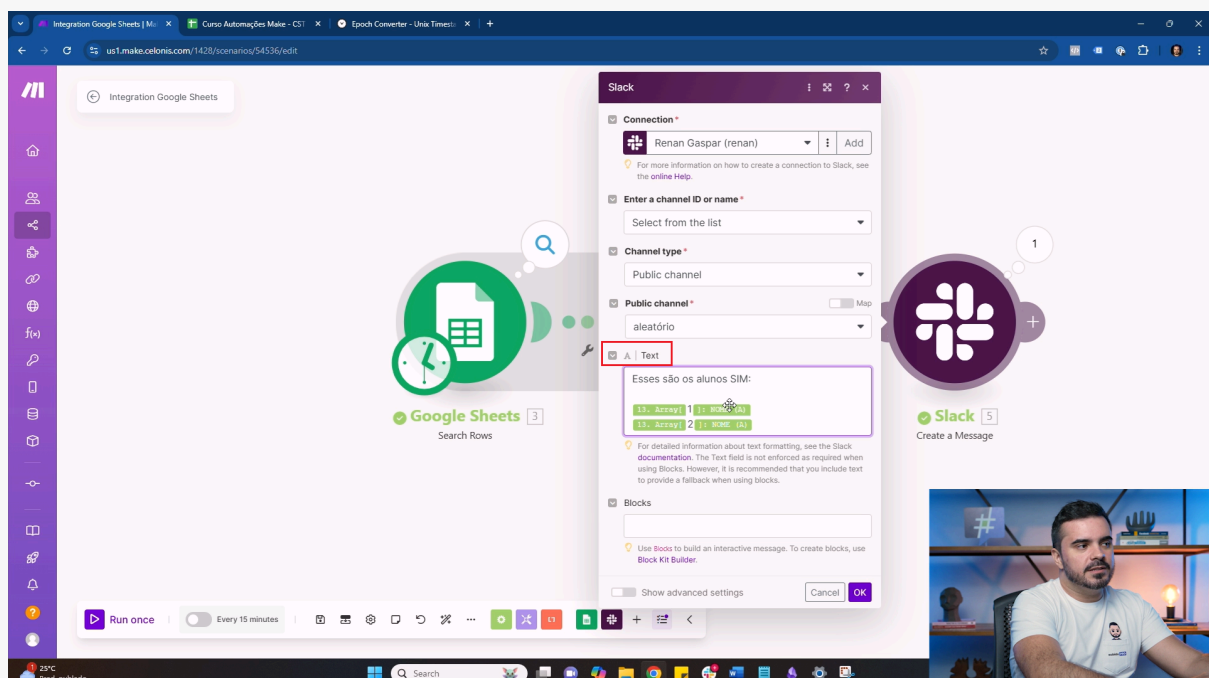 Integration Google Sheets | Ma
Curso Automações Make - CST
Epoch Converter - Unix Timest
us1.make.celonis.com/1428/scenarios/54536/edit
Integration Google Sheets
Slack
Connection *
Renan Gaspar (renan)
Add
For more information on how to create a connection to Slack, see
the online Help.
Enter a channel ID or name *
Select from the list
Channel type *
Public channel
Public channel *
Map
aleatório
A | Text
Esses são os alunos SIM:
13. Array[ 1 ]: NOME (A)
13. Array[ 2 ]: NOME (A)
For detailed information about text formatting, see the Slack
documentation. The Text field is not enforced as required when
using Blocks. However, it is recommended that you include text
to provide a fallback when using blocks.
Blocks
Use Blocks to build an interactive message. To create blocks, use
Block Kit Builder.
Show advanced settings
Cancel
OK
Google Sheets 3
Search Rows
1
Slack 5
Create a Message
Run once
Every 15 minutes
1
25°C
Search